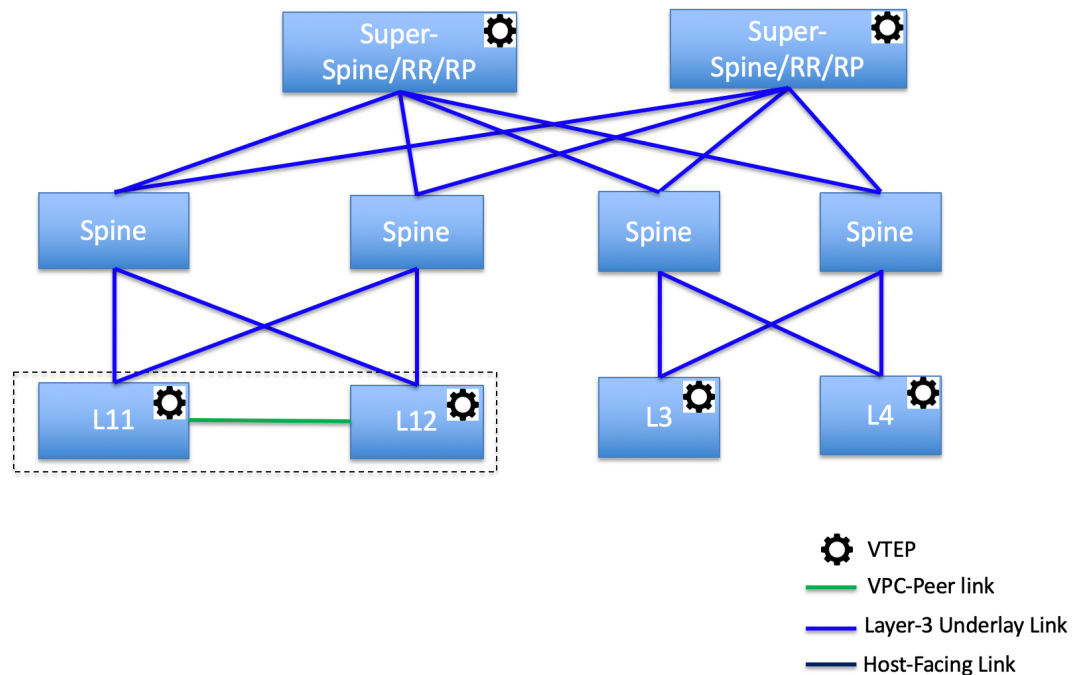 Super-
Spine/RR/RP
Super-
Spine/RR/RP
Spine
Spine
Spine
Spine
L11
L12
L3
L4
VTEP
VPC-Peer link
Layer-3 Underlay Link
Host-Facing Link